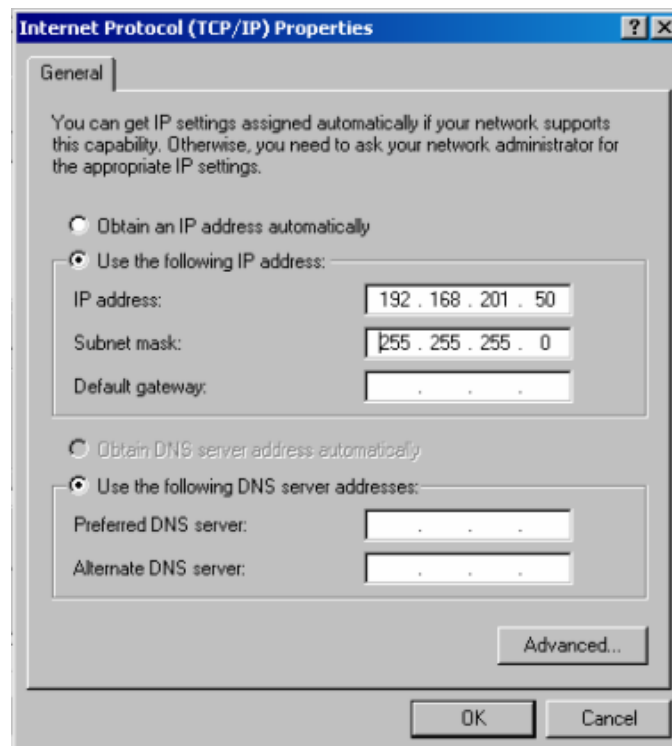 Internet Protocol (TCP/IP) Properties
General
You can get IP settings assigned automatically if your network supports
this capability. Otherwise, you need to ask your network administrator for
the appropriate IP settings.
Obtain an IP address automatically
Use the following IP address:
IP address: 192 . 168 . 201 . 50
Subnet mask: 255 . 255 . 255 . 0
Default gateway: . . .
Obtain DNS server address automatically
Use the following DNS server addresses:
Preferred DNS server: . . .
Alternate DNS server: . . .
Advanced...
OK Cancel